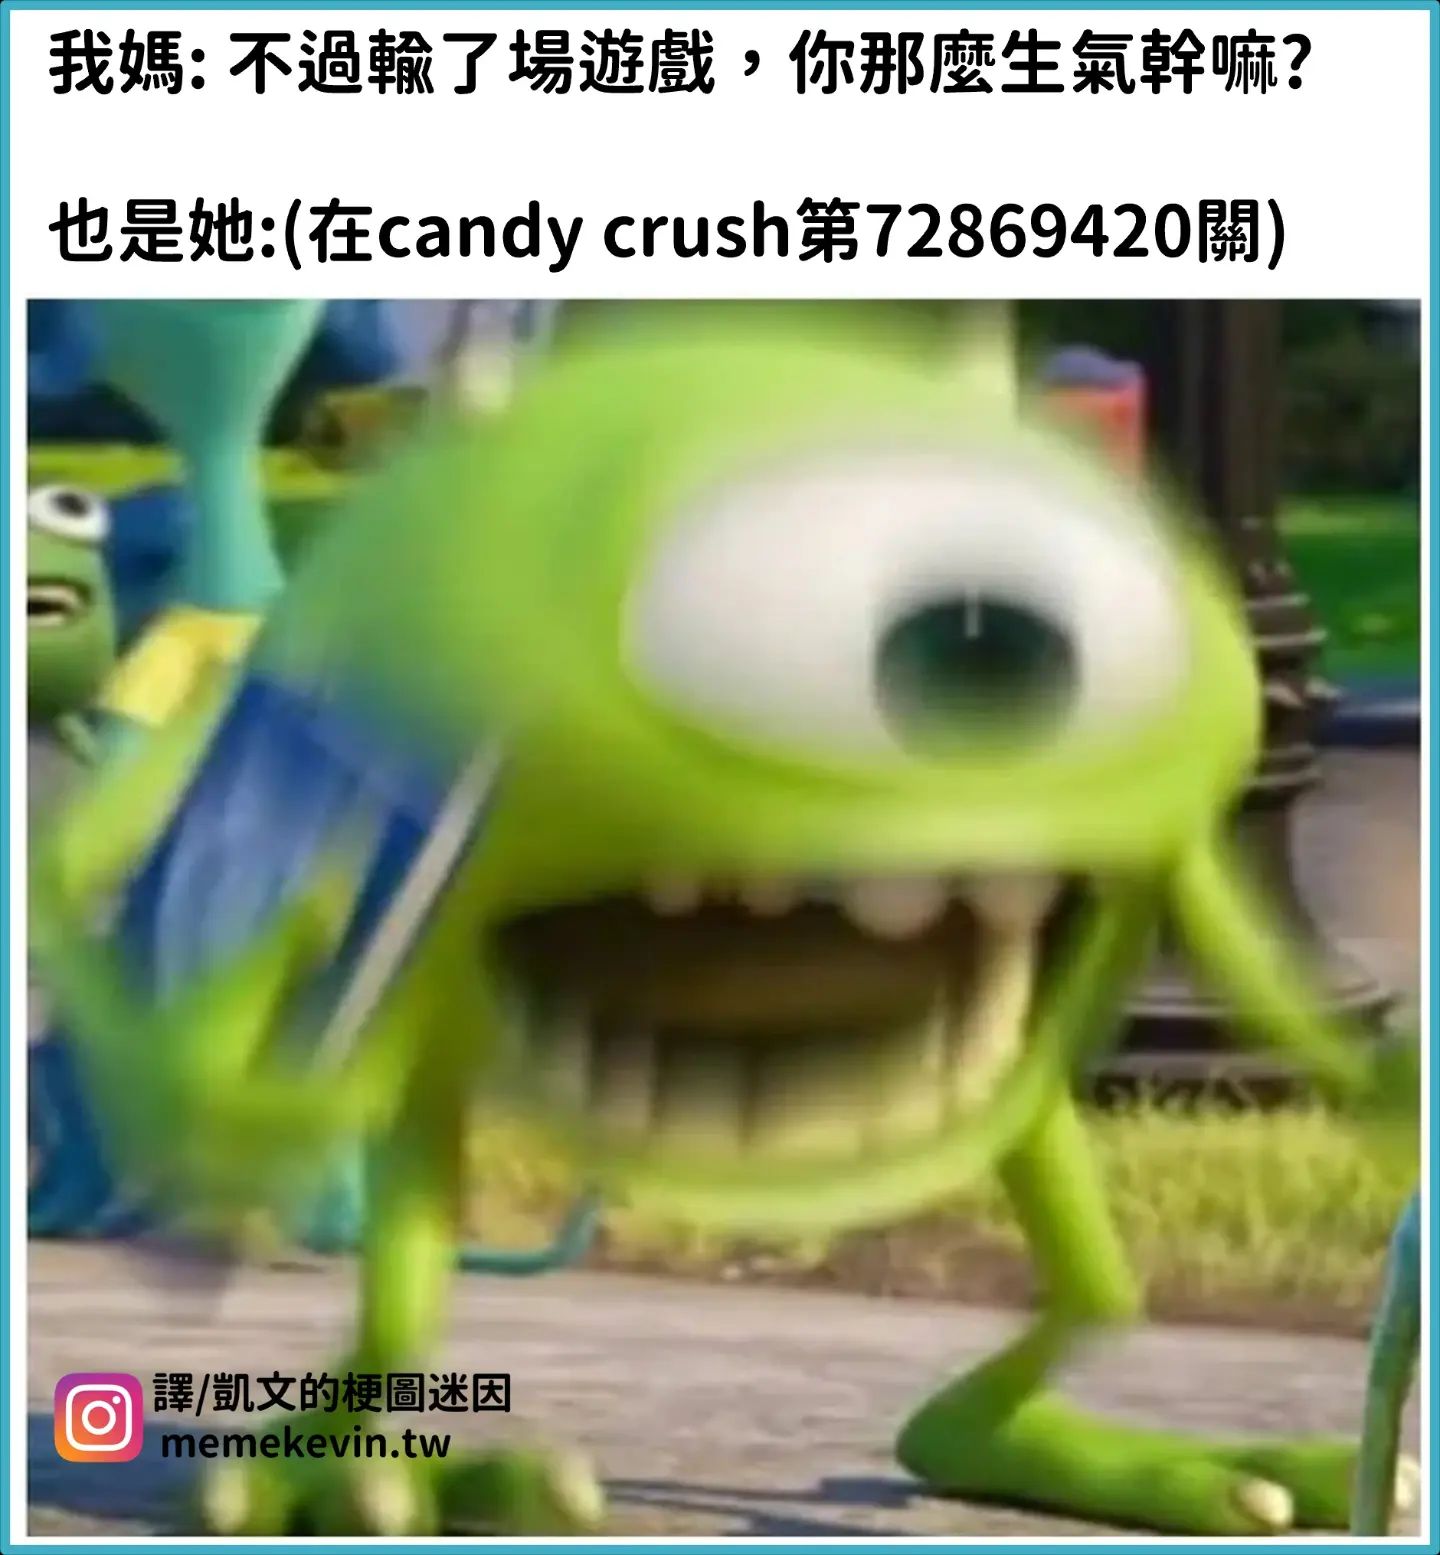 我媽: 不過輸了場遊戲，你那麼生氣幹嘛?
也是她:(在candy crush第72869420關)
譯/凱文的梗圖迷因
memekevin.tw